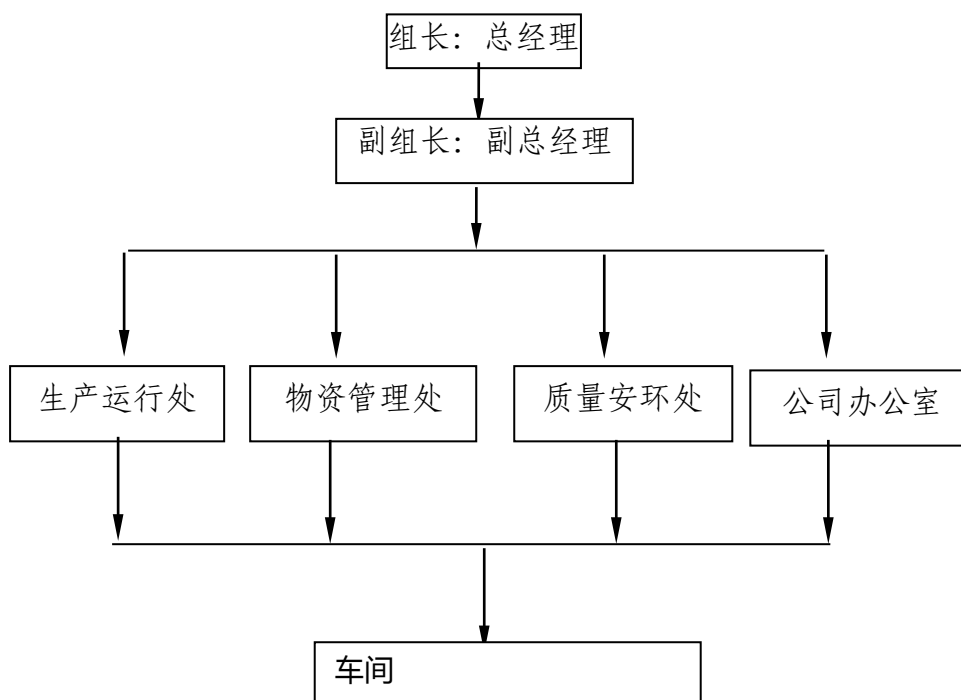 组长：总经理
副组长：副总经理
生产运行处
物资管理处
质量安环处
公司办公室
车间